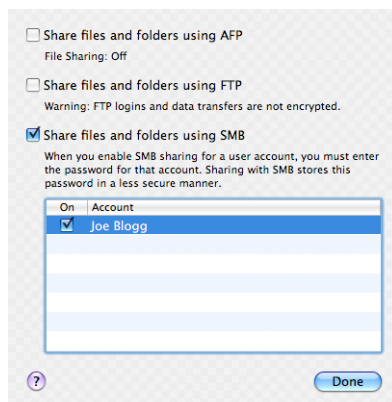 Share files and folders using AFP
File Sharing: Off
Share files and folders using FTP
Warning: FTP logins and data transfers are not encrypted.
Share files and folders using SMB
When you enable SMB sharing for a user account, you must enter
the password for that account. Sharing with SMB stores this
password in a less secure manner.
On Account
Joe Blogg
? Done